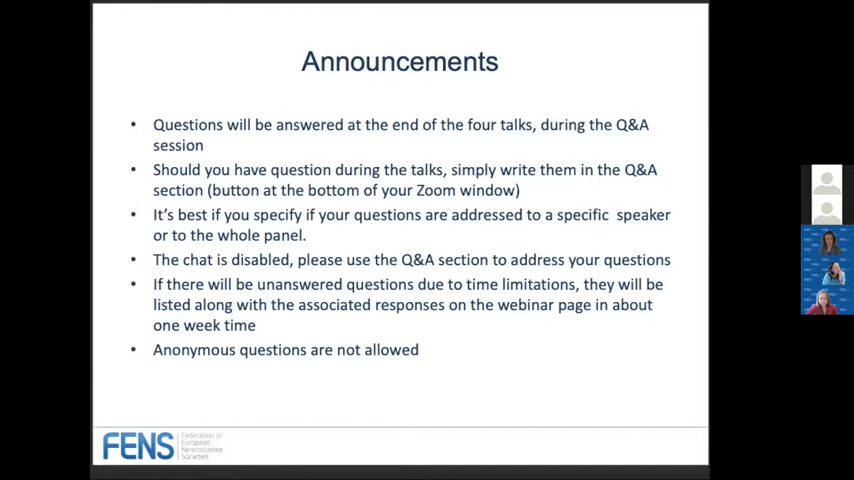 Announcements
• Questions will be answered at the end of the four talks, during the Q&A
session
• Should you have question during the talks, simply write them in the Q&A
section (button at the bottom of your Zoom window)
• It's best if you specify if your questions are addressed to a specific speaker
or to the whole panel.
• The chat is disabled, please use the Q&A section to address your questions
• If there will be unanswered questions due to time limitations, they will be
listed along with the associated responses on the webinar page in about
one week time
• Anonymous questions are not allowed
FENS
Federation of
European
Neuroscience
Societies